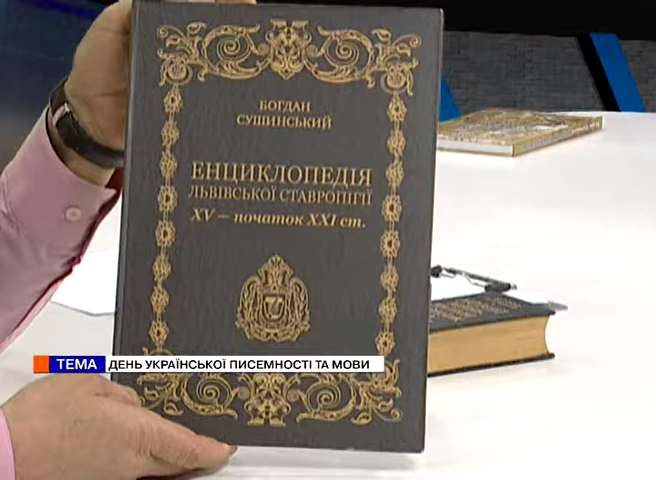 БОГДАН
СУШИНСЬКИЙ
ЕНЦИКЛОПЕДІЯ
ЛЬВІВСЬКОЇ СТАВРОПІГІЇ
XV — початок XXI ст.
ТЕМА ДЕНЬ УКРАЇНСЬКОЇ ПИСЕМНОСТІ ТА МОВИ